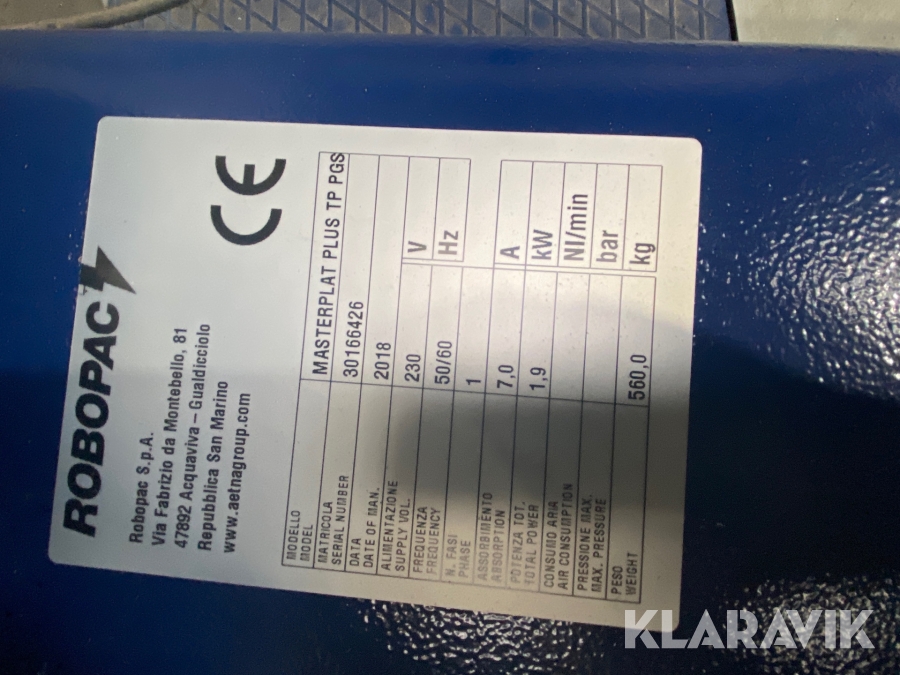 ROBOPAC
Robopac S.p.A.
Via Fabrizio da Montebello, 81
47892 Acquaviva – Gualdicciolo
Repubblica San Marino
www.aetnagroup.com
CE
MODELLO
MODEL
MASTERPLAT PLUS TP PGS
MATRICOLA
SERIAL NUMBER
30166426
DATA
DATE OF MAN.
2018
ALIMENTAZIONE
SUPPLY VOL.
230 V
FREQUENZA
FREQUENCY
50/60 Hz
N. FASI
PHASE
1
ASSORBIMENTO
ABSORPTION
7,0 A
POTENZA TOT.
TOTAL POWER
1,9 kW
CONSUMO ARIA
AIR CONSUMPTION
Nl/min
PRESSIONE MAX.
MAX. PRESSURE
bar
PESO
WEIGHT
560,0 kg
KLARAVIK